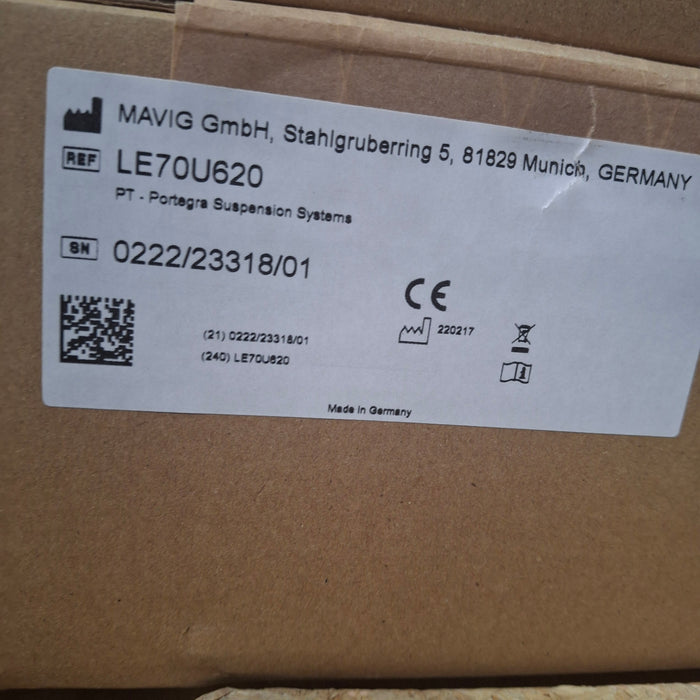 MAVIG GmbH, Stahlgruberring 5, 81829 Munich, GERMANY
REF LE70U620
PT - Portegra Suspension Systems
SN 0222/23318/01
CE
220217
(21) 0222/23318/01
(240) LE70U620
Made in Germany